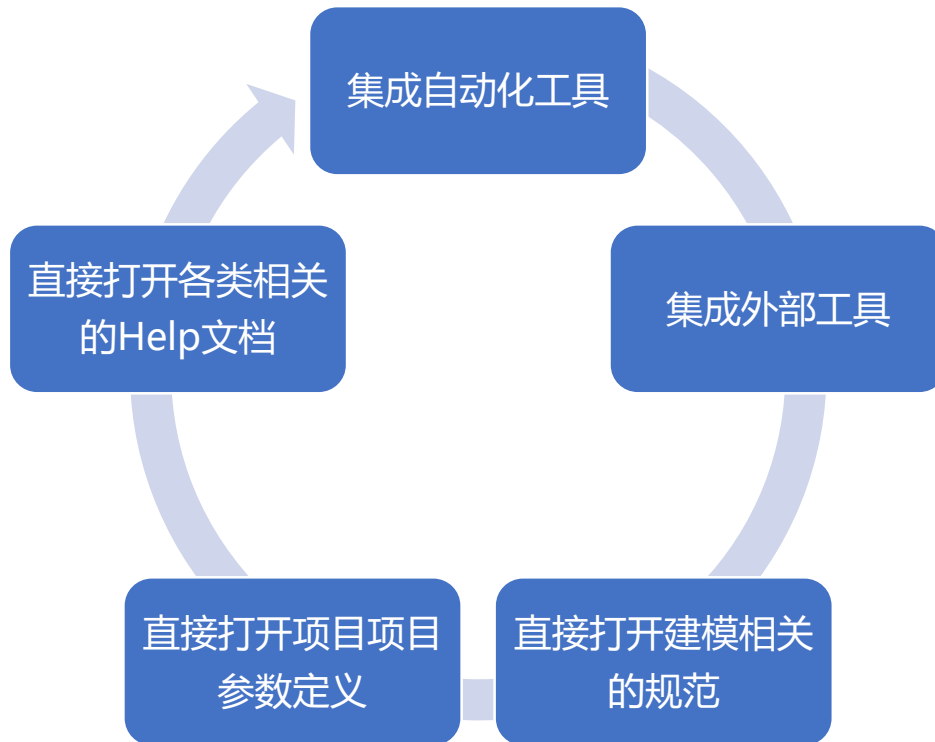 集成自动化工具
集成外部工具
直接打开建模相关
的规范
直接打开项目项目
参数定义
直接打开各类相关
的Help文档